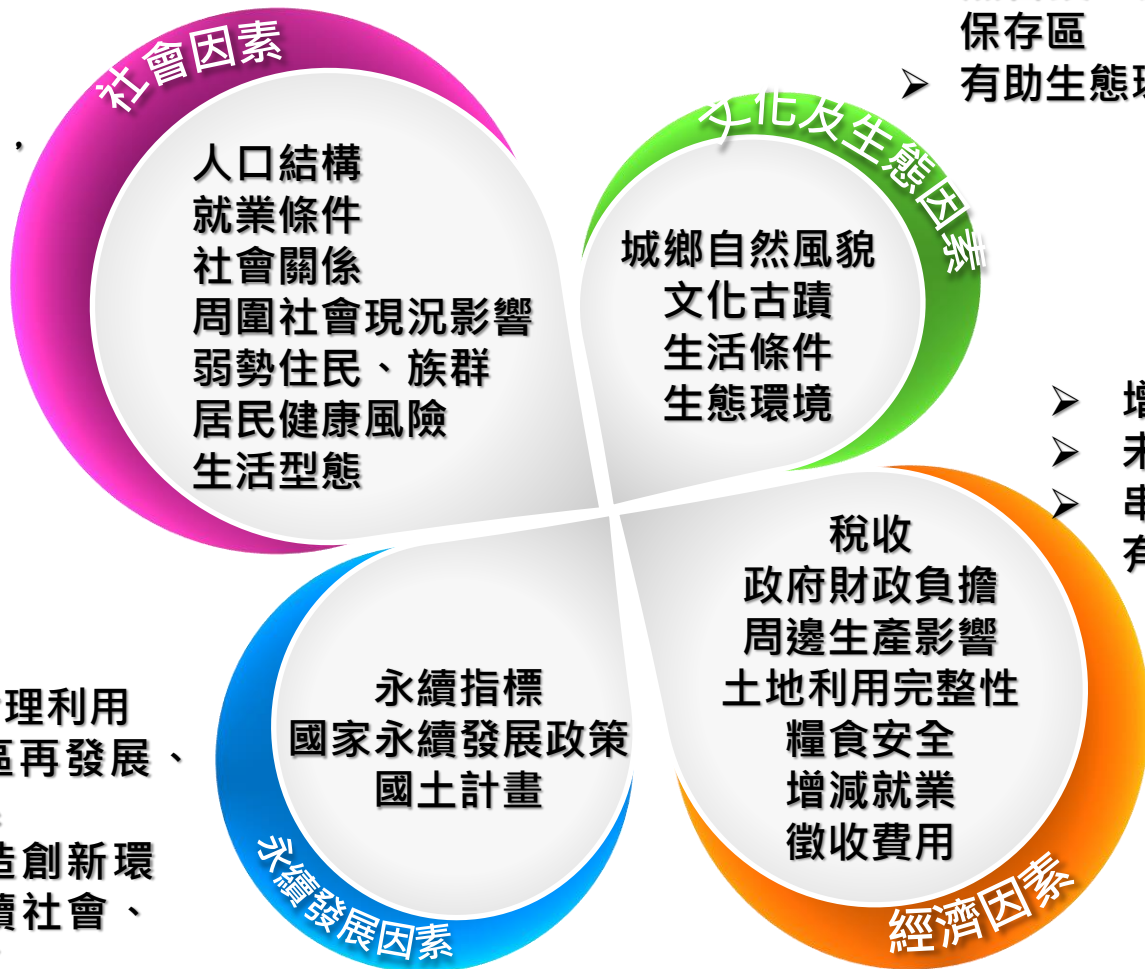 社會因素
人口結構
就業條件
社會關係
周圍社會現況影響
弱勢住民、族群
居民健康風險
生活型態
保存區
➢ 有助生態環
文化及生態因素
城鄉自然風貌
文化古蹟
生活條件
生態環境
➢ 增
➢ 未
➢ 串
有
稅收
政府財政負擔
周邊生產影響
土地利用完整性
糧食安全
增減就業
徵收費用
經濟因素
理利用
區再發展、
造創新環
續社會、
永續指標
國家永續發展政策
國土計畫
永續發展因素